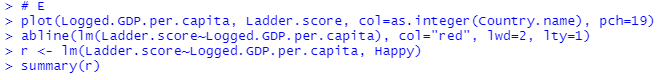 > # E
> plot(Logged.GDP.per.capita, Ladder.score, col=as.integer(Country.name), pch=19)
> abline(lm(Ladder.score~Logged.GDP.per.capita), col="red", lwd=2, lty=1)
> r <- lm(Ladder.score~Logged.GDP.per.capita, Happy)
> summary(r)